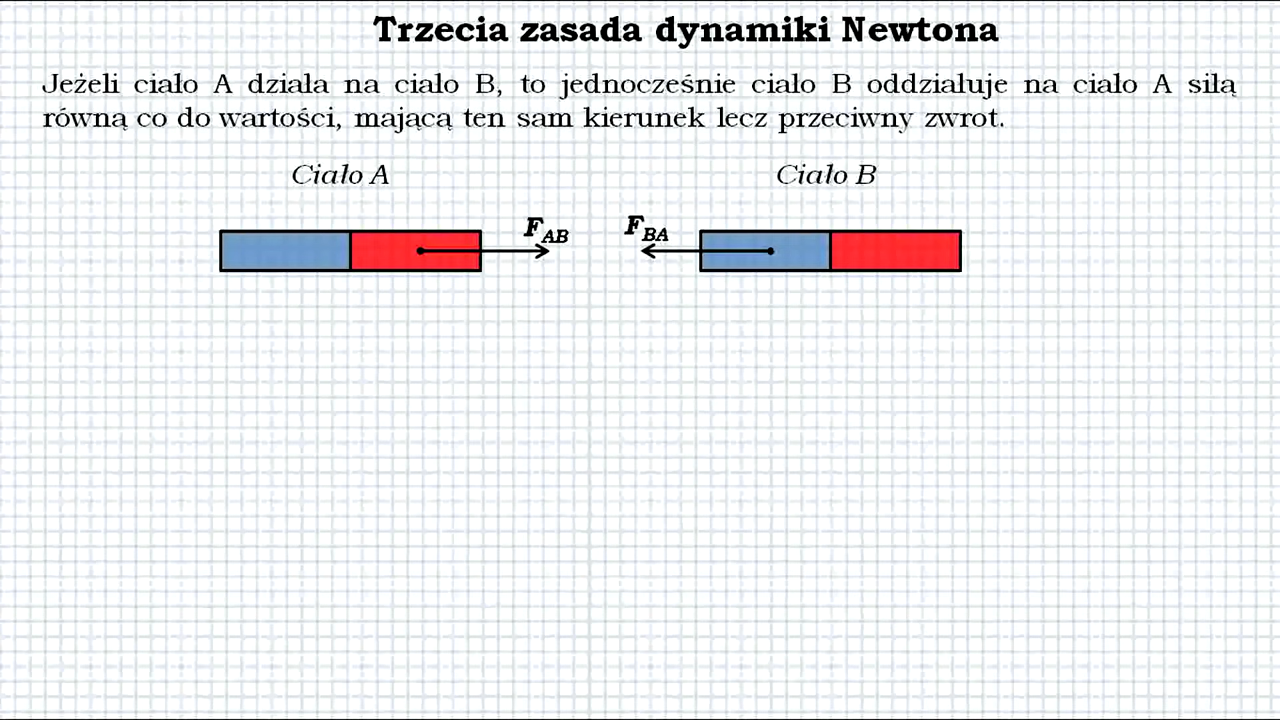 Trzecia zasada dynamiki Newtona
Jeżeli ciało A działa na ciało B, to jednocześnie ciało B oddziałuje na ciało A siłą
równą co do wartości, mającą ten sam kierunek lecz przeciwny zwrot.
Ciało A
Ciało B
F_AB
F_BA